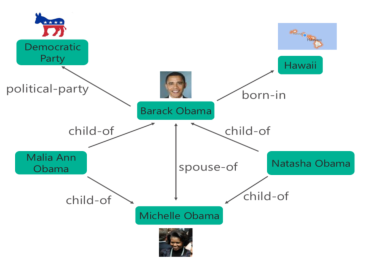 Democratic
Party
Hawaii
political-party
born-in
Barack Obama
child-of
child-of
Malia Ann
Obama
spouse-of
Natasha Obama
child-of
child-of
Michelle Obama